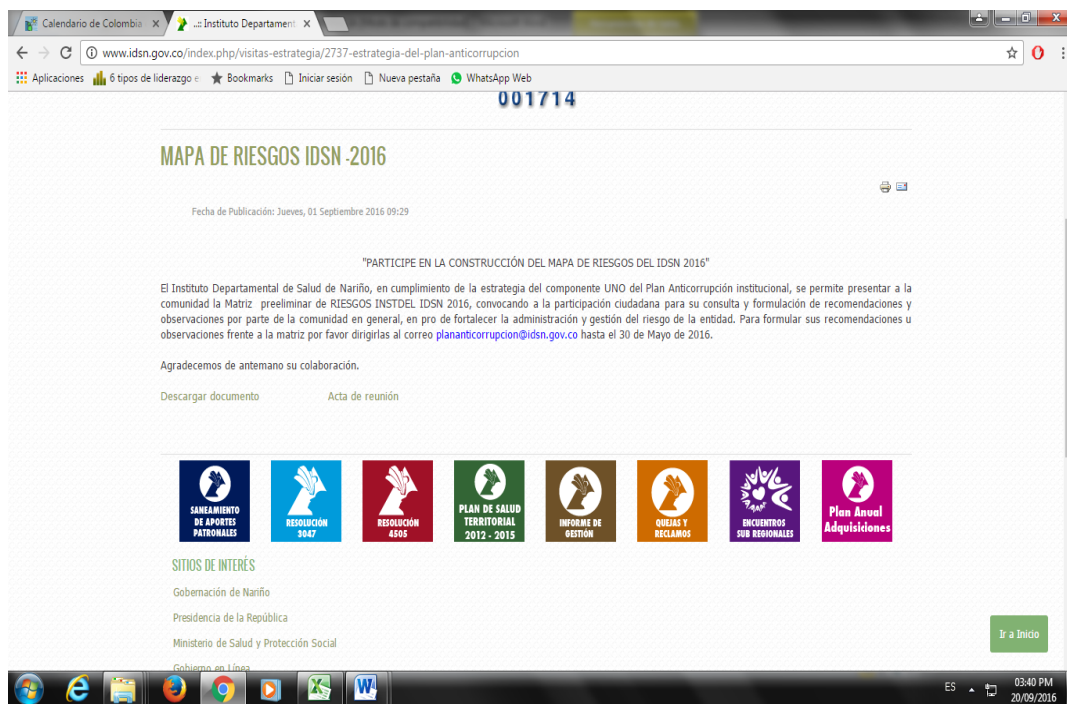 Calendario de Colombia
..:: Instituto Department
www.idsn.gov.co/index.php/visitas-estrategia/2737-estrategia-del-plan-anticorrupcion
Aplicaciones 6 tipos de liderazgo e Bookmarks Iniciar sesión Nueva pestaña WhatsApp Web
001714
MAPA DE RIESGOS IDSN -2016
Fecha de Publicación: Jueves, 01 Septiembre 2016 09:29
"PARTICIPE EN LA CONSTRUCCIÓN DEL MAPA DE RIESGOS DEL IDSN 2016"
El Instituto Departamental de Salud de Nariño, en cumplimiento de la estrategia del componente UNO del Plan Anticorrupción institucional, se permite presentar a la
comunidad la Matriz preeliminar de RIESGOS INSTDEL IDSN 2016, convocando a la participación ciudadana para su consulta y formulación de recomendaciones y
observaciones por parte de la comunidad en general, en pro de fortalecer la administración y gestión del riesgo de la entidad. Para formular sus recomendaciones u
observaciones frente a la matriz por favor dirigirlas al correo plananticorrupcion@idsn.gov.co hasta el 30 de Mayo de 2016.
Agradecemos de antemano su colaboración.
Descargar documento Acta de reunión
SANEAMIENTO
DE APORTES
PATRONALES
RESOLUCIÓN
3047
RESOLUCIÓN
4505
PLAN DE SALUD
TERRITORIAL
2012 - 2015
INFORME DE
GESTIÓN
QUEJAS Y
RECLAMOS
ENCUENTROS
SUB REGIONALES
Plan Anual
Adquisiciones
SITIOS DE INTERÉS
Gobernación de Nariño
Presidencia de la República
Ministerio de Salud y Protección Social
Gobierno en Línea
Ir a Inicio
ES
03:40 PM
20/09/2016